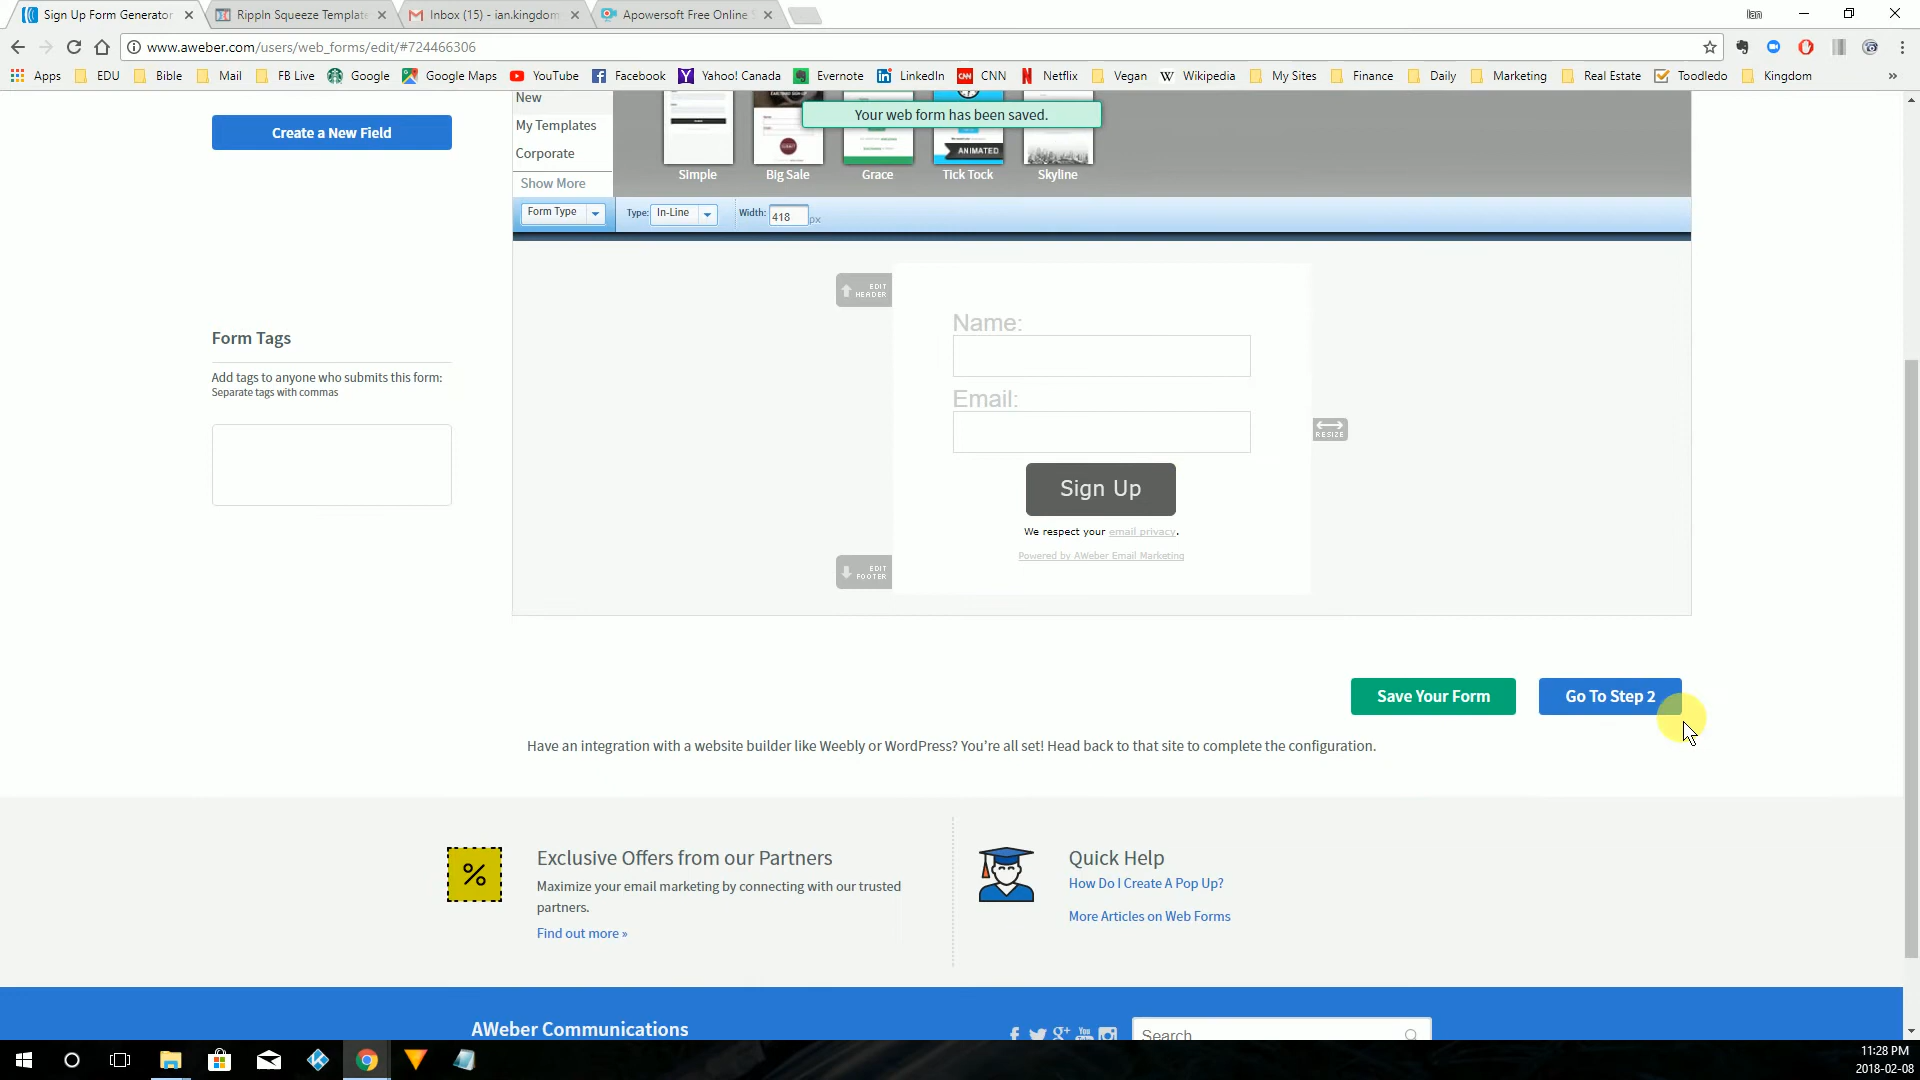 Sign Up Form Generator
Rippln Squeeze Template
Inbox (15) - ian.kingdom
Apowersoft Free Online S
Ian
www.aweber.com/users/web_forms/edit/#724466306
Apps EDU Bible Mail FB Live Google Google Maps YouTube Facebook Yahoo! Canada Evernote LinkedIn CNN Netflix Vegan Wikipedia My Sites Finance Daily Marketing Real Estate Toodledo Kingdom »
New
Your web form has been saved.
Create a New Field
My Templates
Corporate
ANIMATED
Show More
Simple Big Sale Grace Tick Tock Skyline
Form Type Type: In-Line Width: 418 px
EDIT HEADER
Name:
Form Tags
Add tags to anyone who submits this form:
Separate tags with commas
Email:
RESIZE
Sign Up
We respect your email privacy.
Powered by AWeber Email Marketing
EDIT FOOTER
Save Your Form Go To Step 2
Have an integration with a website builder like Weebly or WordPress? You're all set! Head back to that site to complete the configuration.
%
Exclusive Offers from our Partners
Maximize your email marketing by connecting with our trusted
partners.
Find out more »
Quick Help
How Do I Create A Pop Up?
More Articles on Web Forms
AWeber Communications
Search
11:28 PM
2018-02-08